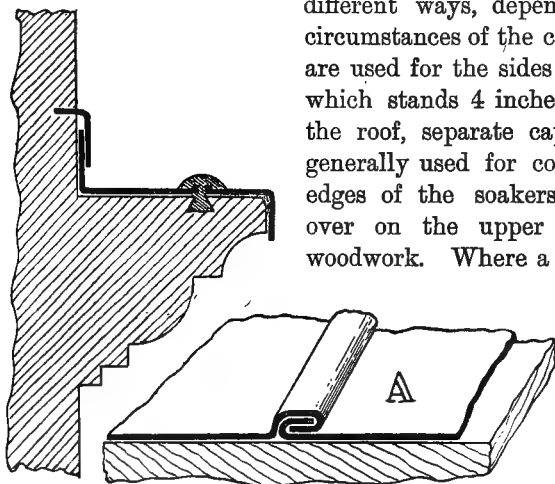 different ways, depen
circumstances of the c
are used for the sides
which stands 4 inche
the roof, separate ca
generally used for co
edges of the soakers
over on the upper
woodwork. Where a
A